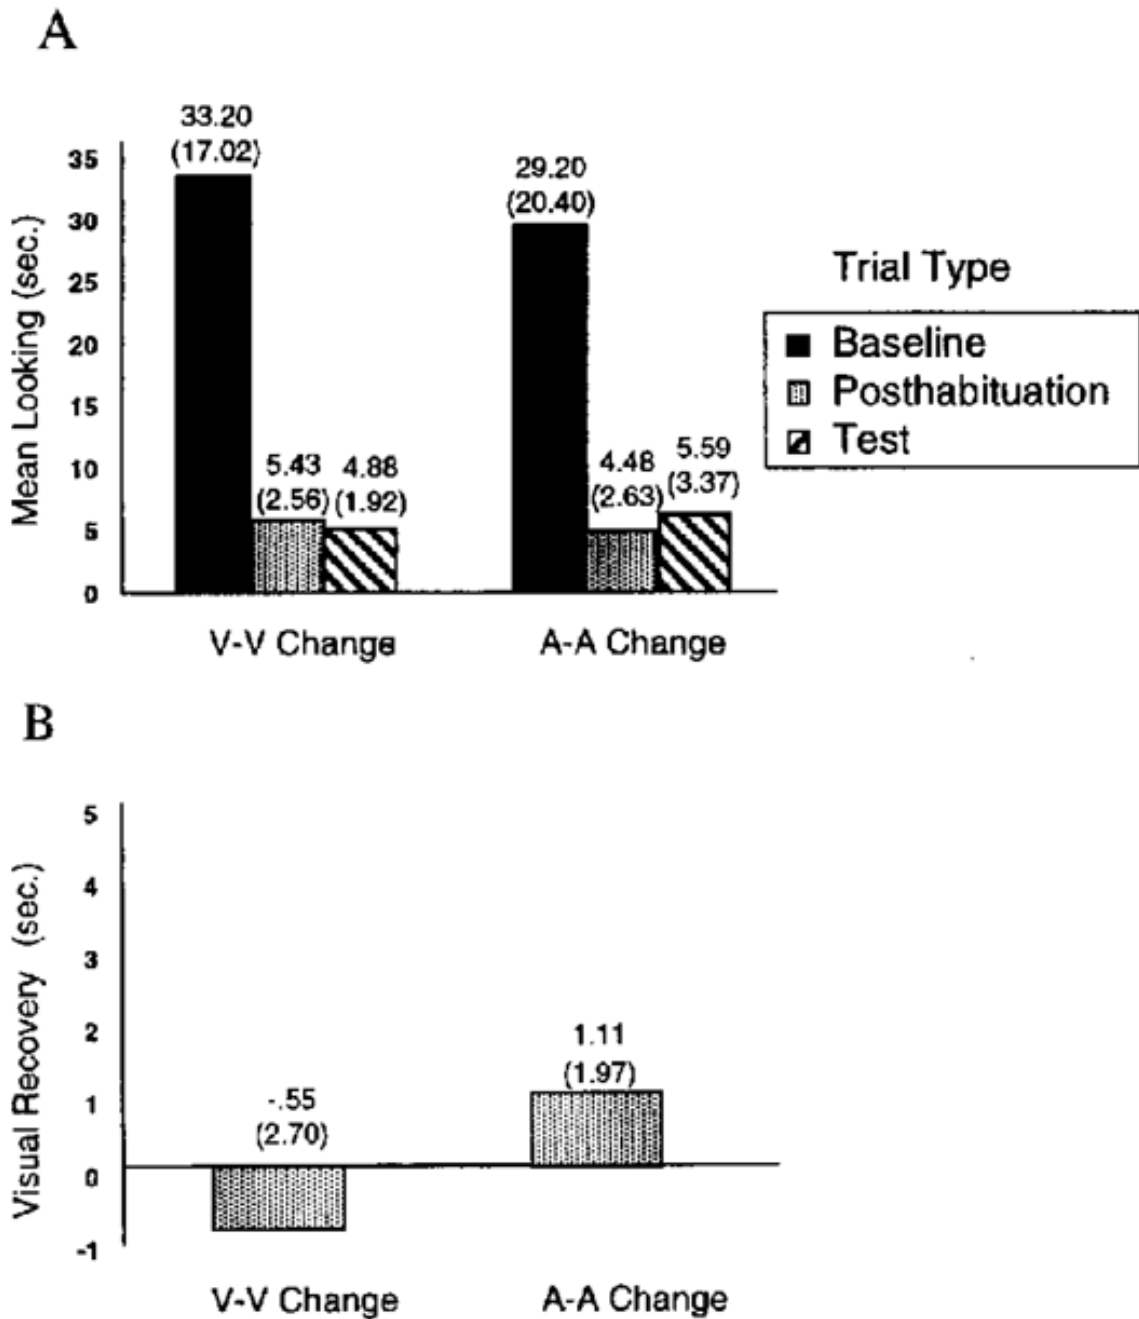 A
33.20
(17.02)
29.20
(20.40)
35
30
25
20
15
10
5
0
Mean Looking (sec.)
5.43
(2.56)
4.88
(1.92)
4.48
(2.63)
5.59
(3.37)
V-V Change
A-A Change
Trial Type
Baseline
Posthabituation
Test
B
5
4
3
2
1
0
-1
Visual Recovery (sec.)
-.55
(2.70)
1.11
(1.97)
V-V Change
A-A Change